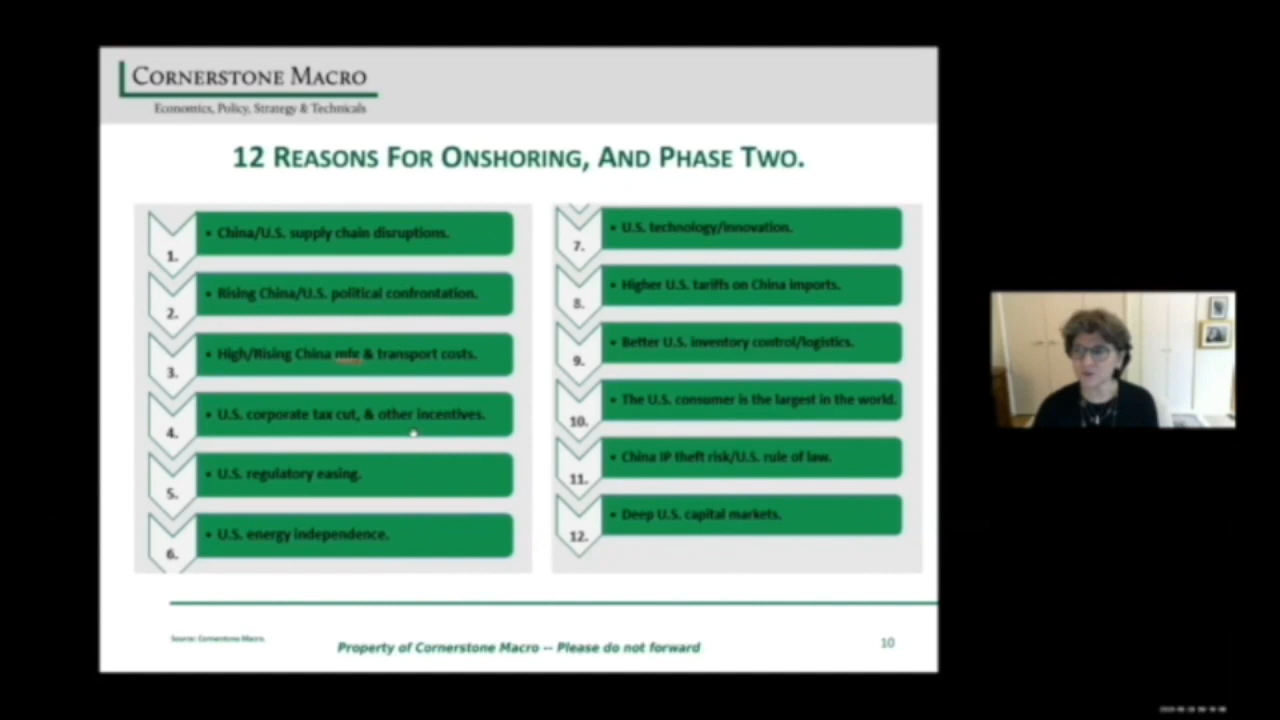 CORNERSTONE MACRO
Economics, Policy, Strategy & Technicals
12 REASONS FOR ONSHORING, AND PHASE TWO.
1.
• China/U.S. supply chain disruptions.
2.
• Rising China/U.S. political confrontation.
3.
• High/Rising China mfg & transport costs.
4.
• U.S. corporate tax cut, & other incentives.
5.
• U.S. regulatory easing.
6.
• U.S. energy independence.
7.
• U.S. technology/innovation.
8.
• Higher U.S. tariffs on China imports.
9.
• Better U.S. inventory control/logistics.
10.
• The U.S. consumer is the largest in the world.
11.
• China IP theft risk/U.S. rule of law.
12.
• Deep U.S. capital markets.
Source: Cornerstone Macro.
Property of Cornerstone Macro -- Please do not forward
10